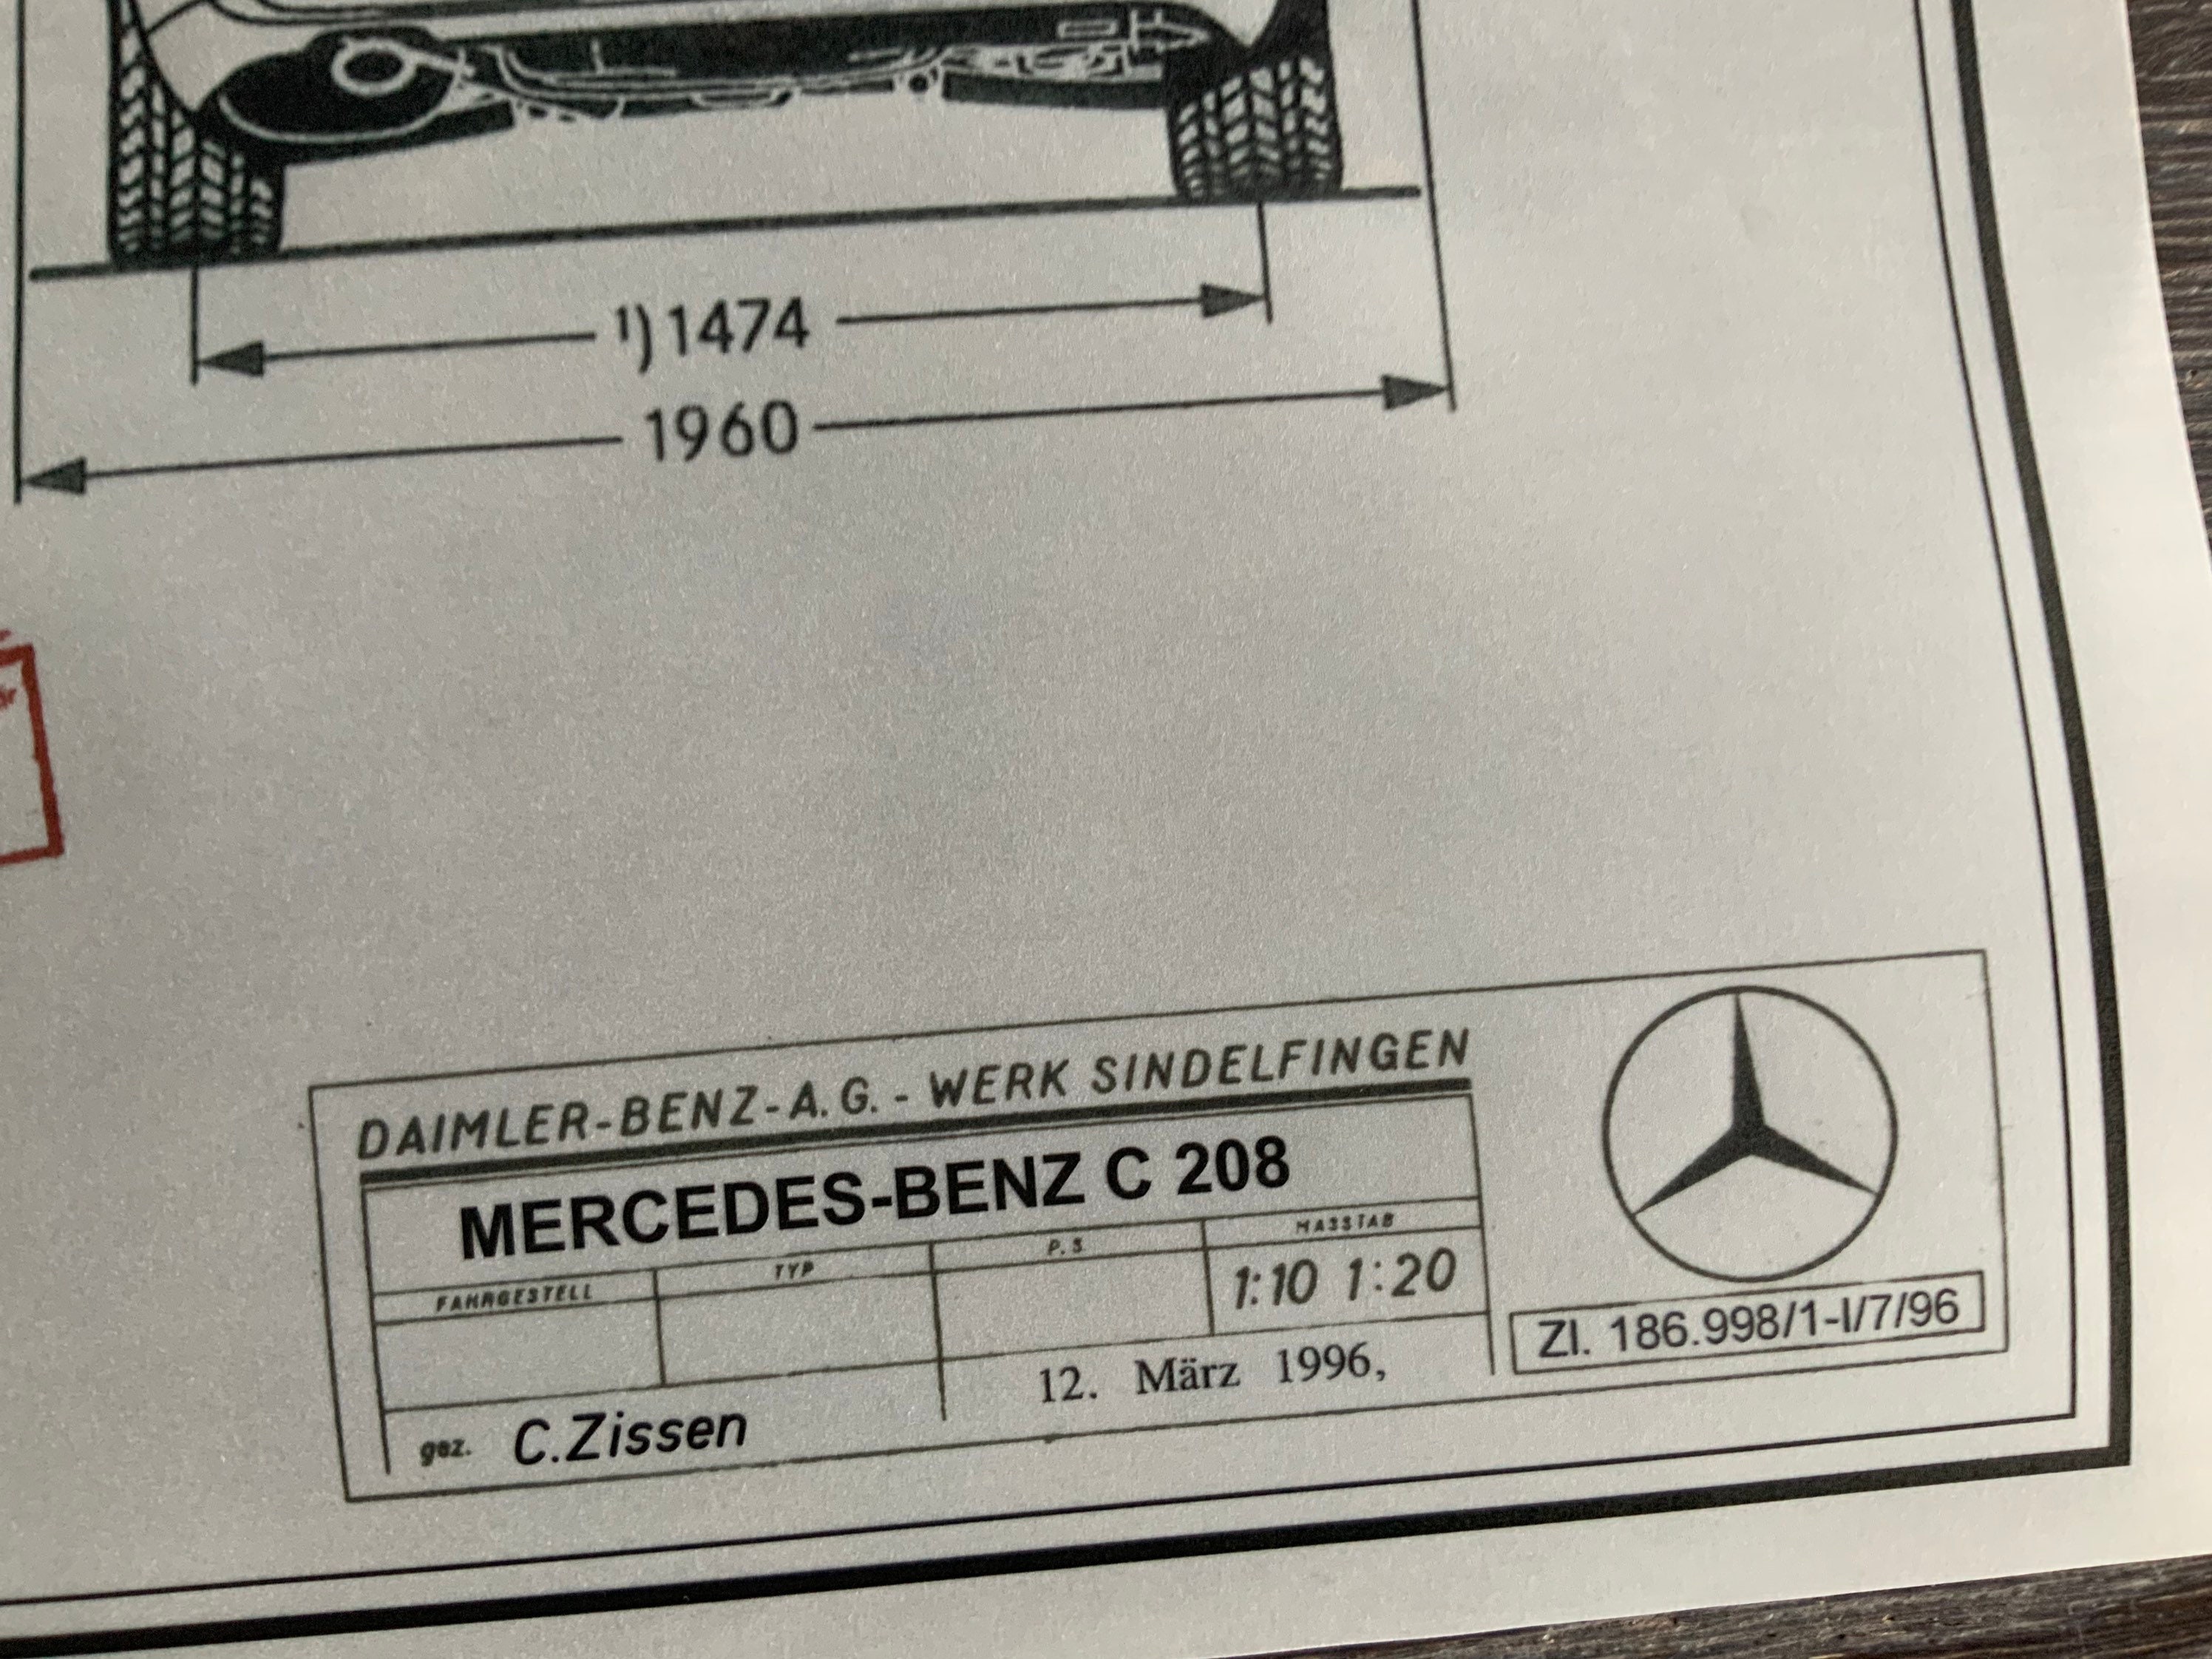 ¹) 1474
1960
DAIMLER-BENZ-A.G. - WERK SINDELFINGEN
MERCEDES-BENZ C 208
FAHRGESTELL TYP P.S MASSTAB
1:10 1:20
12. März 1996,
gez. C.Zissen
Zl. 186.998/1-I/7/96